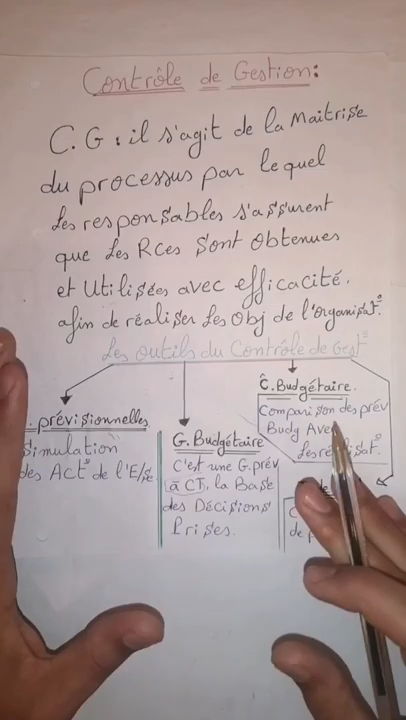 Contrôle de Gestion:
C.G: il s'agit de la Maitrise
du processus par lequel
les responsables s'assurent
que les RCes sont obtenues
et Utilisées avec efficacité.
afin de réaliser les Obj de l'Organisat°.
Les outils du Contrôle de Gest°
. prévisionnelles
Simulation
des Act° de l'E/se
G. Budgétaire
C'est une G.prév
à CT, la Base
des Décisions
Prises.
C. Budgétaire.
Comparaison des prév
Budg Avec
Les réalisat°.